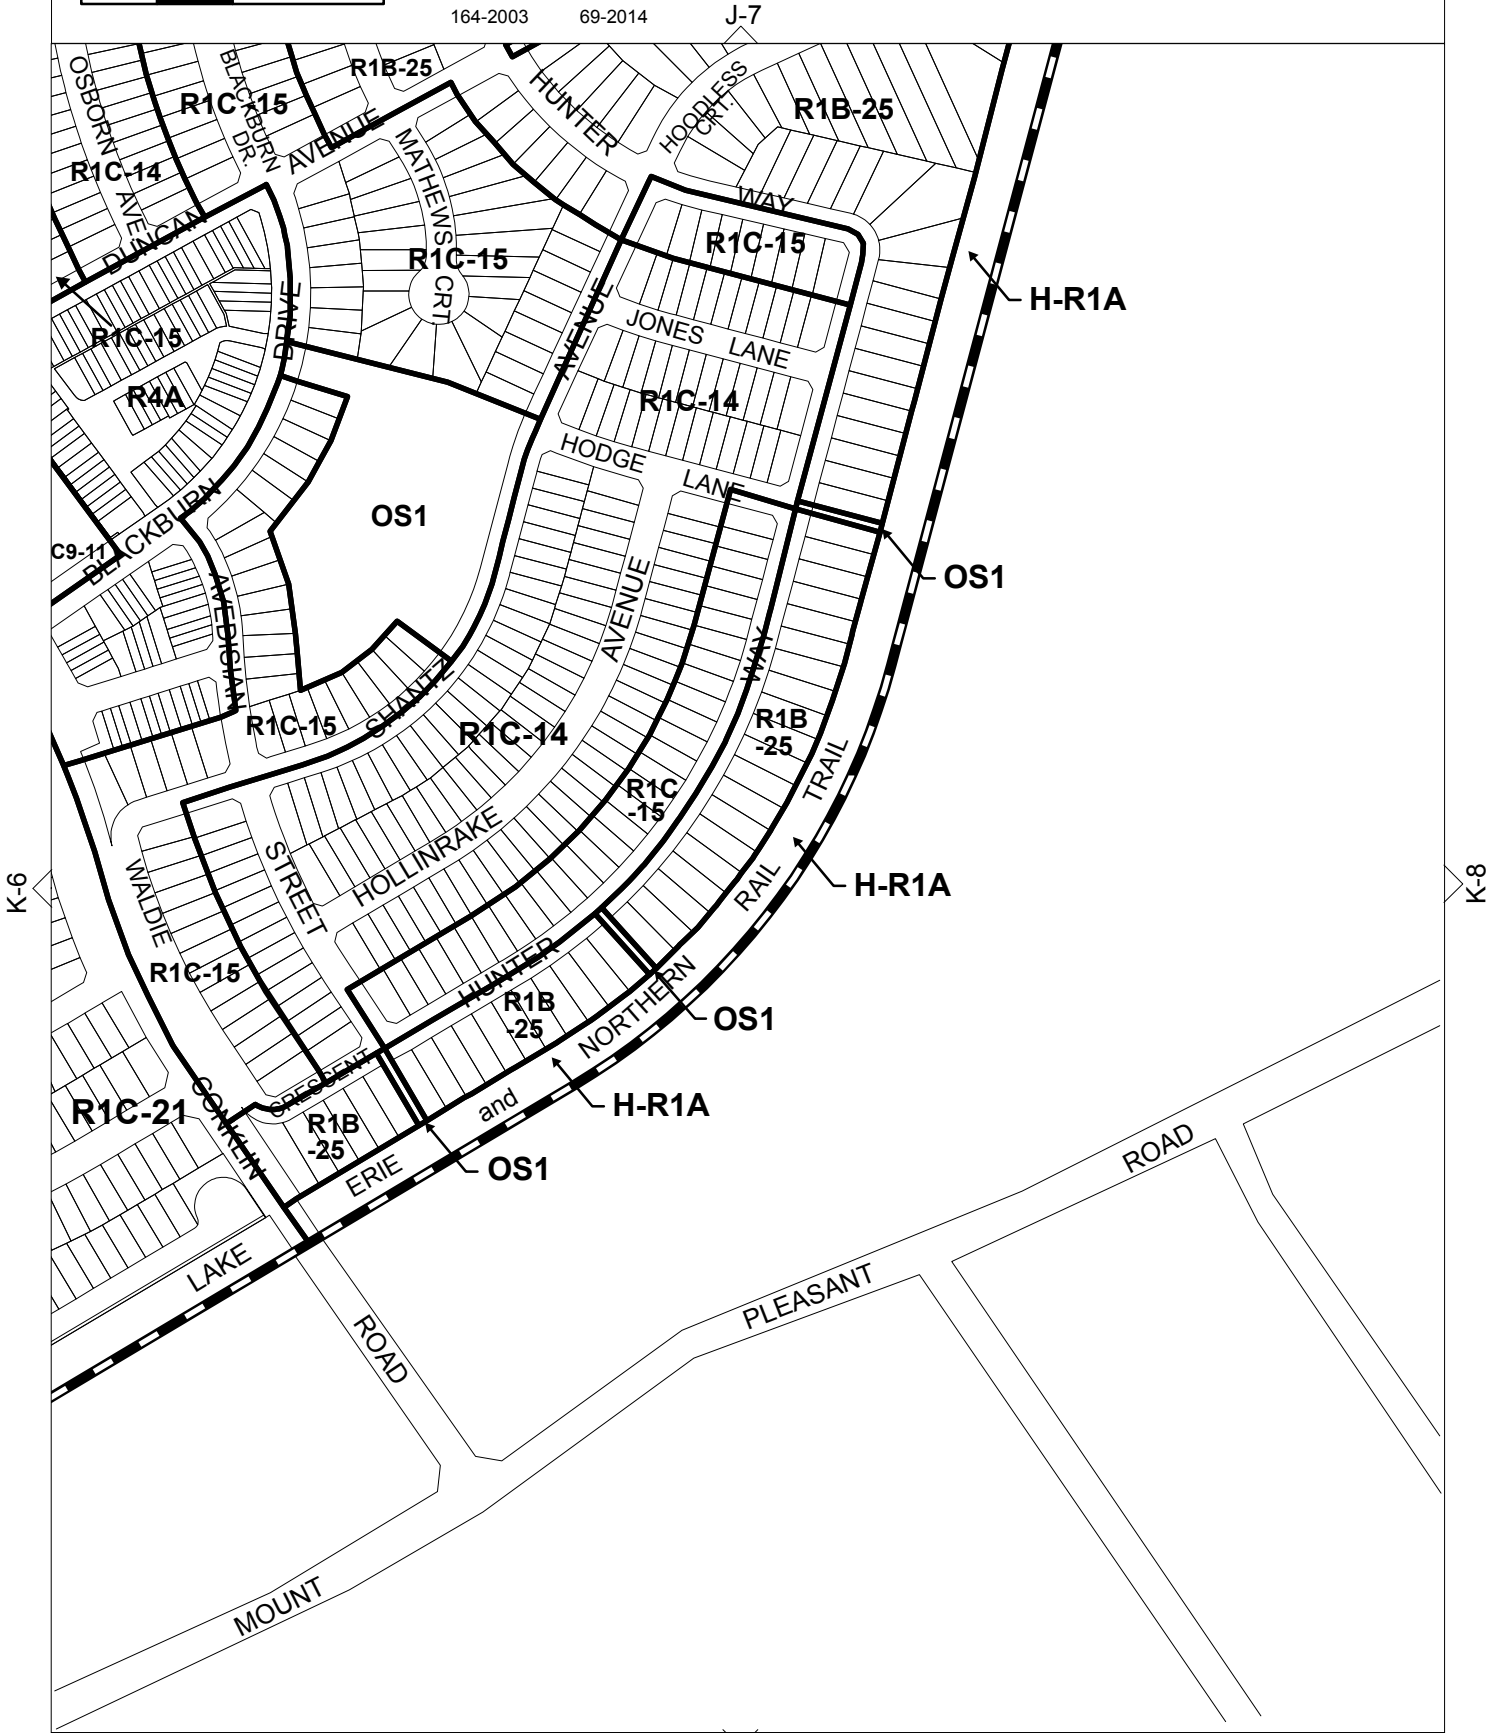 164-2003 69-2014 J-7
OSBORN AVE.
BLACKBURN DR.
R1B-25
R1C-15
HUNTER
HOODLESS CRT.
R1B-25
R1C-14
AVENUE
MATHEWS CRT
DUNCAN
WAY
R1C-15
R1C-15
H-R1A
R1C-15
DRIVE
AVENUE
JONES LANE
R4A
R1C-14
HODGE LANE
OS1
BLACKBURN
C9-11
AVEDISIAN
AVENUE
OS1
WAY
SHANTZ
R1C-15
R1C-14
R1B
-25
TRAIL
R1C
-15
STREET
HOLLINRAKE
WALDIE
K-6
K-8
RAIL
H-R1A
R1C-15
HUNTER
R1B
-25
NORTHERN
OS1
CRESCENT
CONKLIN
R1C-21
R1B
-25
and
H-R1A
ERIE
OS1
LAKE
ROAD
ROAD
PLEASANT
MOUNT